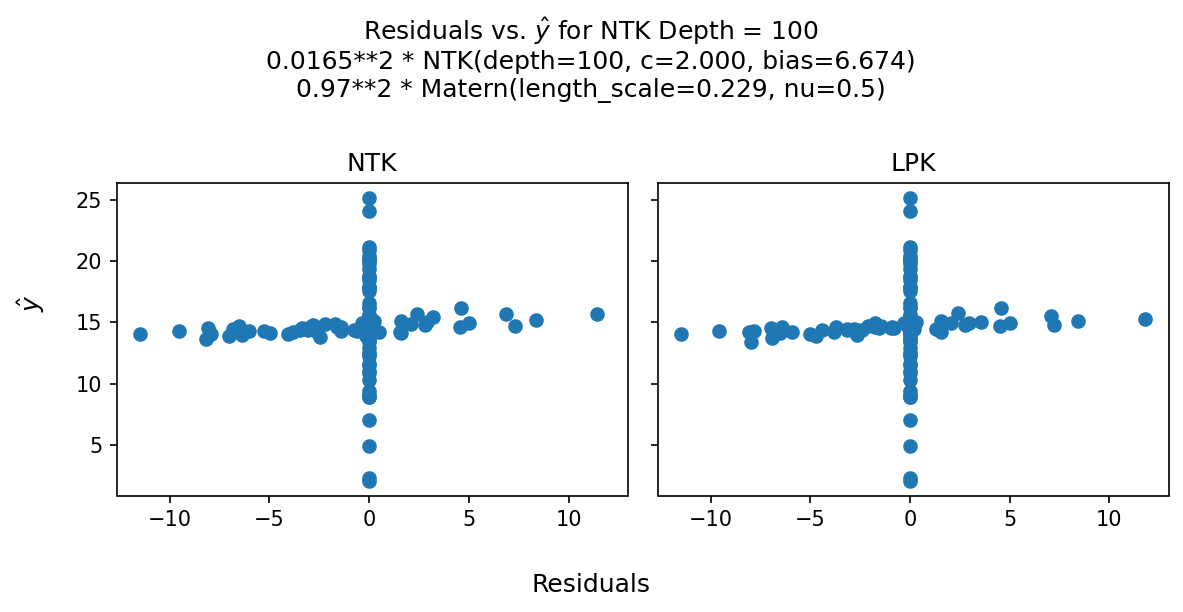 Residuals vs. ŷ for NTK Depth = 100
0.0165**2 * NTK(depth=100, c=2.000, bias=6.674)
0.97**2 * Matern(length_scale=0.229, nu=0.5)
NTK
LPK
25
20
15
10
5
ŷ
−10
−5
0
5
10
−10
−5
0
5
10
Residuals